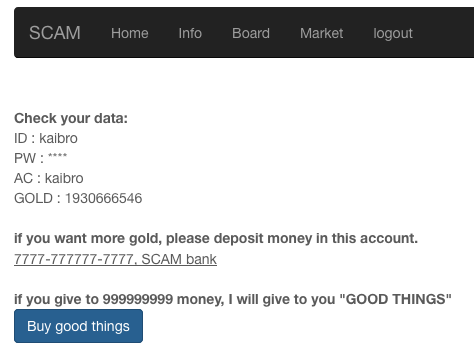 SCAM Home Info Board Market logout
Check your data:
ID : kaibro
PW : ****
AC : kaibro
GOLD : 1930666546
if you want more gold, please deposit money in this account.
7777-777777-7777, SCAM bank
if you give to 999999999 money, I will give to you "GOOD THINGS"
Buy good things